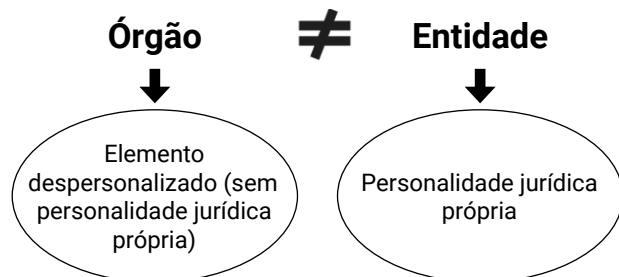 Órgão ≠ Entidade
Elemento
despersonalizado (sem
personalidade jurídica
própria)
Personalidade jurídica
própria